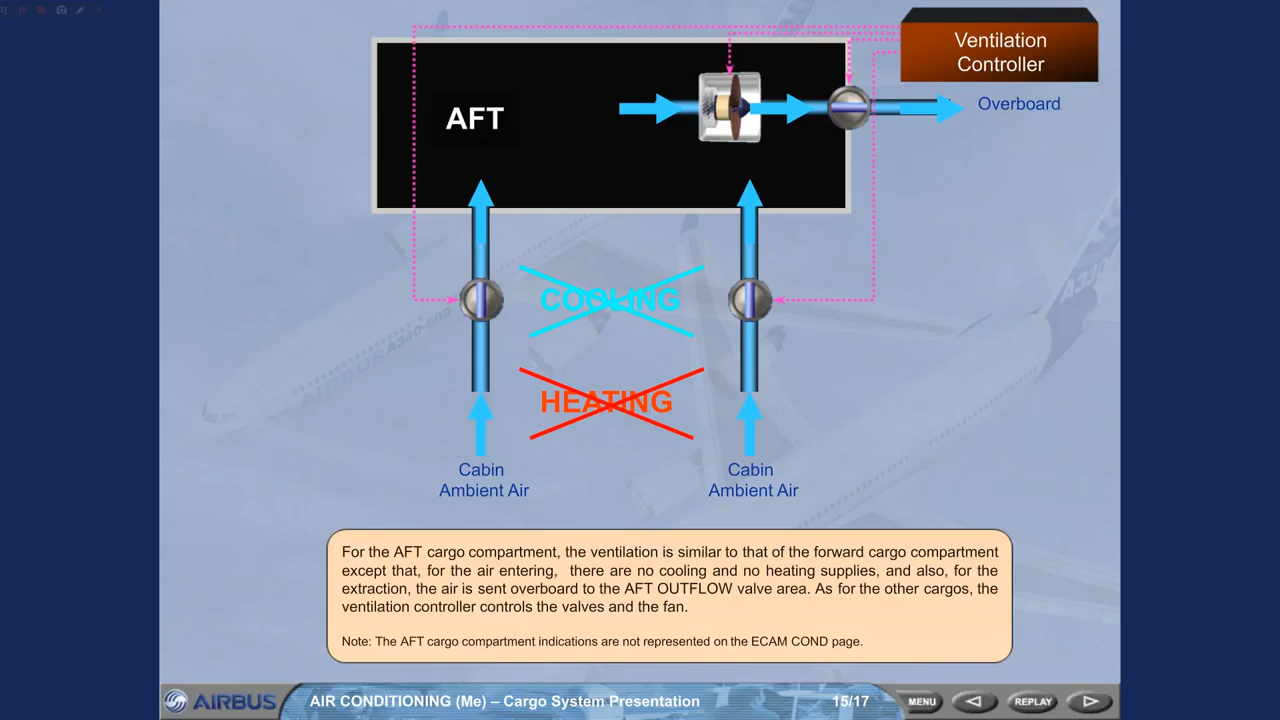 Ventilation
Controller
Overboard
AFT
COOLING
HEATING
Cabin
Ambient Air
Cabin
Ambient Air
For the AFT cargo compartment, the ventilation is similar to that of the forward cargo compartment
except that, for the air entering, there are no cooling and no heating supplies, and also, for the
extraction, the air is sent overboard to the AFT OUTFLOW valve area. As for the other cargos, the
ventilation controller controls the valves and the fan.
Note: The AFT cargo compartment indications are not represented on the ECAM COND page.
AIRBUS
AIR CONDITIONING (Me) – Cargo System Presentation
15/17
MENU
REPLAY